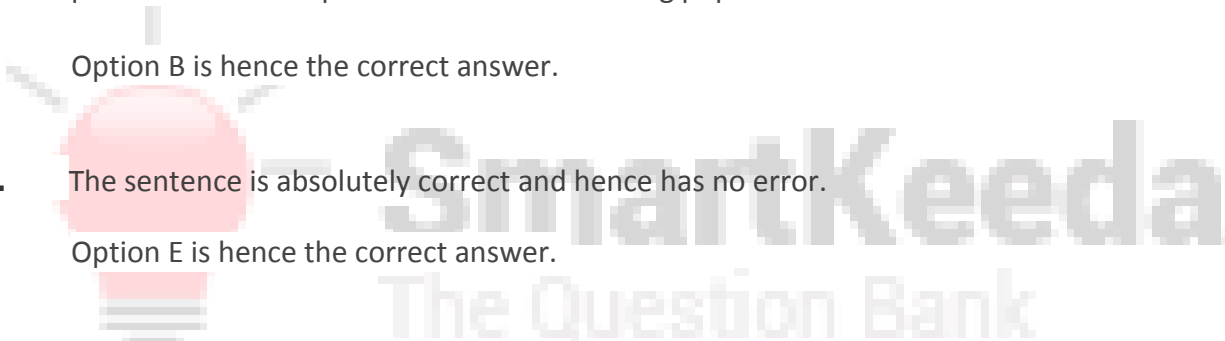 Option B is hence the correct answer.
. The sentence is absolutely correct and hence has no error.
Option E is hence the correct answer.
SmartKeeda
The Question Bank